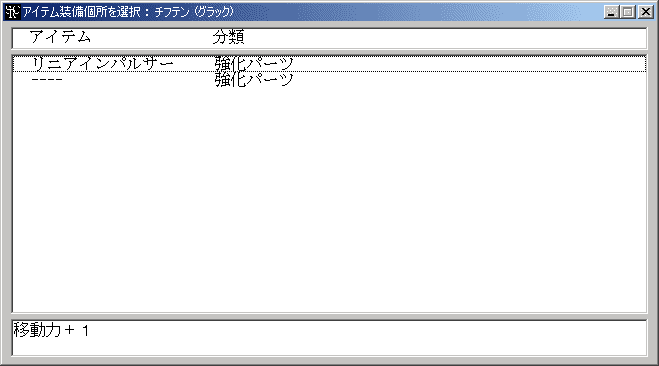 アイテム装備個所を選択： チフテン (グラック)
アイテム 分類
リニアインパルサー 強化パーツ
---- 強化パーツ
移動力＋１